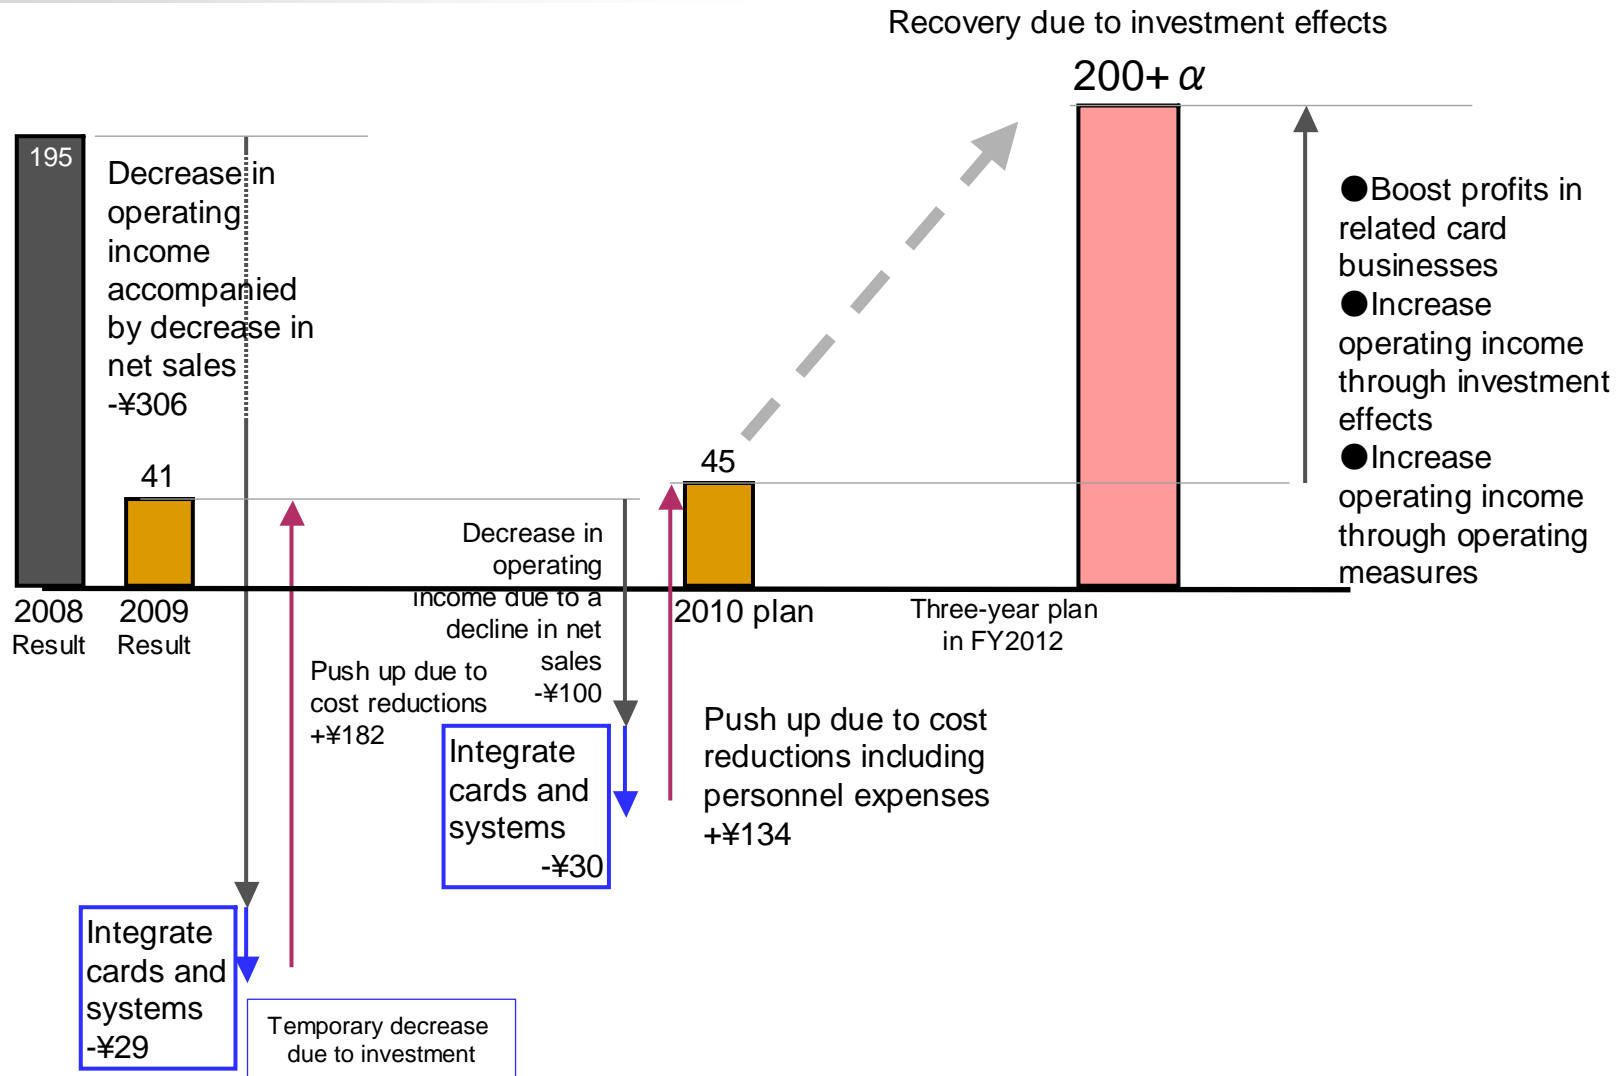 Recovery due to investment effects
200+ α
195
Decrease in
operating
income
accompanied
by decrease in
net sales
-¥306
41
45
●Boost profits in
related card
businesses
●Increase
operating income
through investment
effects
●Increase
operating income
through operating
measures
Decrease in
operating
income due to a
decline in net
sales
-¥100
2008
Result
2009
Result
2010 plan
Three-year plan
in FY2012
Push up due to
cost reductions
+¥182
Integrate
cards and
systems
-¥30
Push up due to cost
reductions including
personnel expenses
+¥134
Integrate
cards and
systems
-¥29
Temporary decrease
due to investment